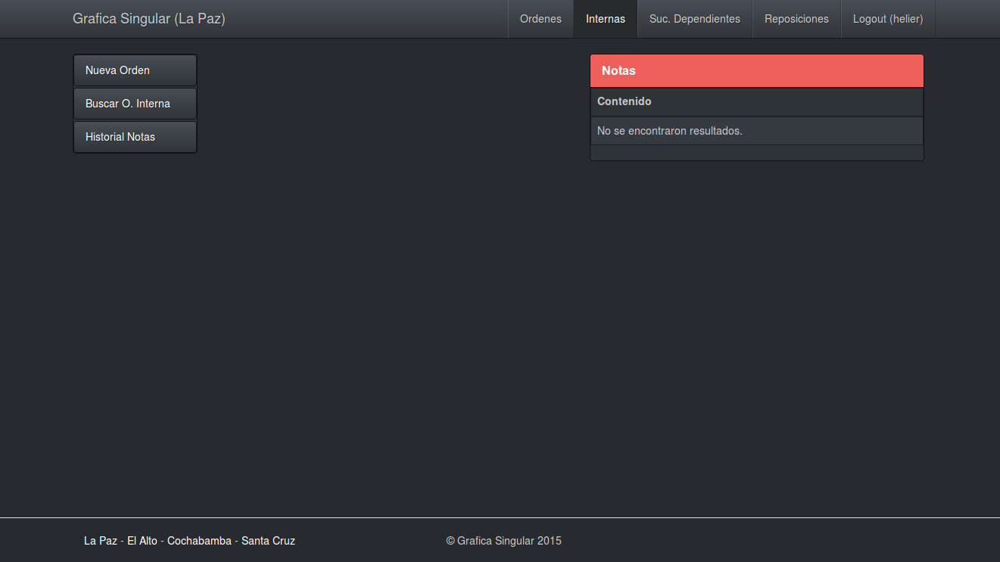 Grafica Singular (La Paz) Ordenes Internas Suc. Dependientes Reposiciones Logout (helier)
Nueva Orden
Buscar O. Interna
Historial Notas
Notas
Contenido
No se encontraron resultados.
La Paz - El Alto - Cochabamba - Santa Cruz © Grafica Singular 2015